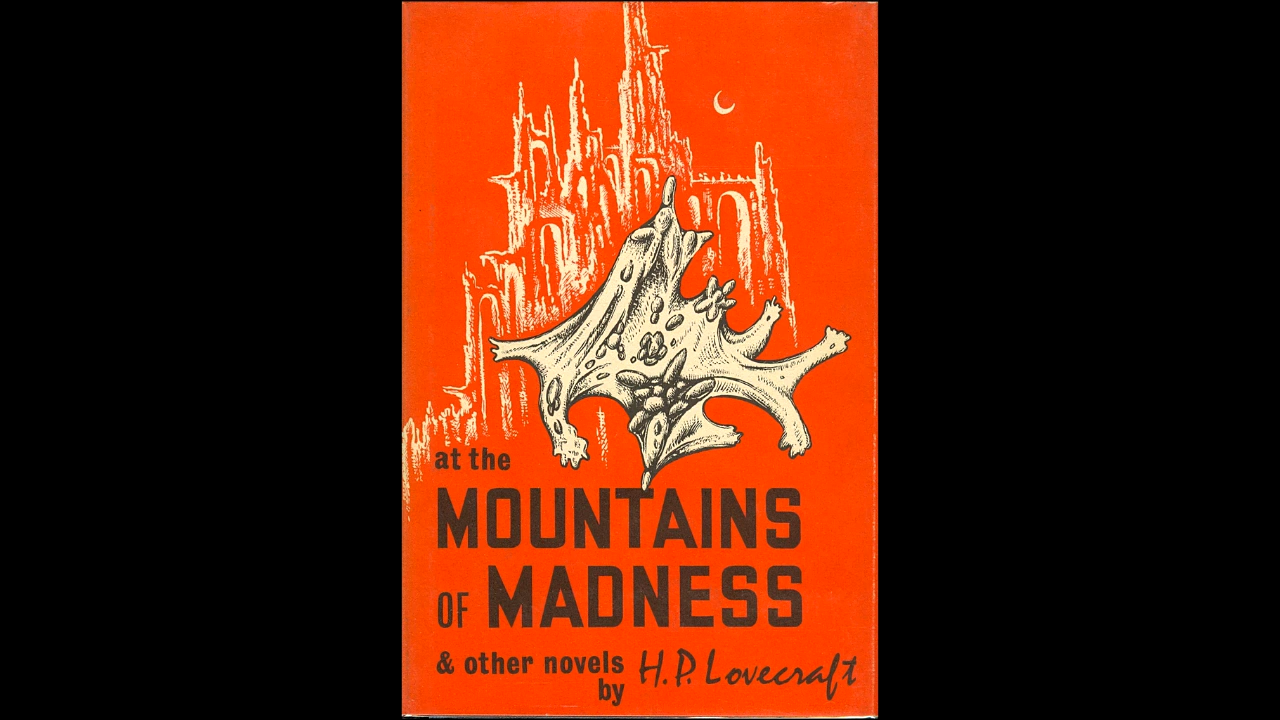 at the
MOUNTAINS
OF MADNESS
& other novels
by H.P. Lovecraft